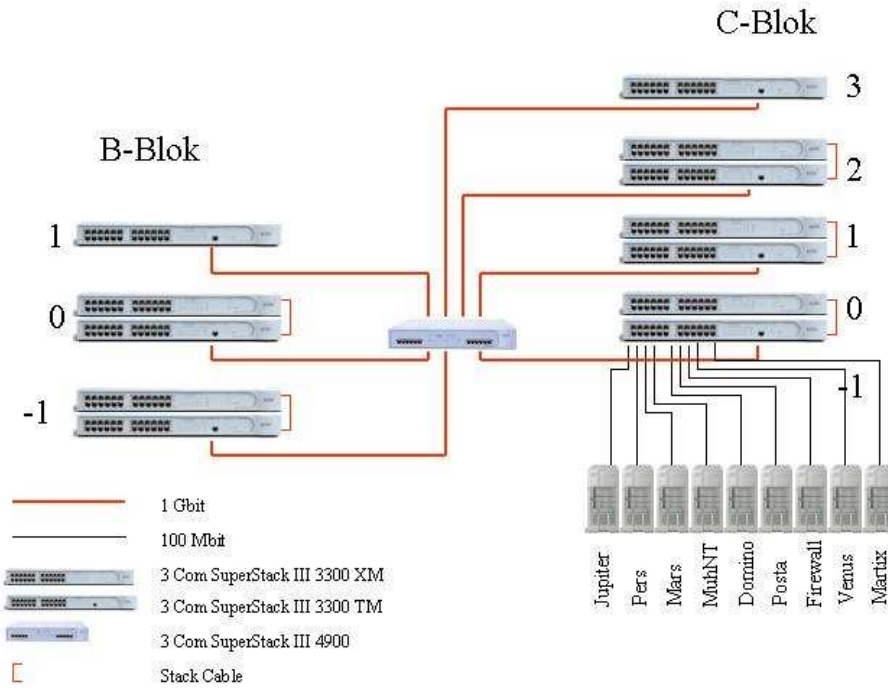 C-Blok
3
B-Blok
2
1
1
0
0
-1
-1
1 Gbit
100 Mbit
3 Com SuperStack III 3300 XM
3 Com SuperStack III 3300 TM
3 Com SuperStack III 4900
Stack Cable
Jupiter
Pers
Mars
MuhNT
Domino
Posta
Firewall
Venus
Martix